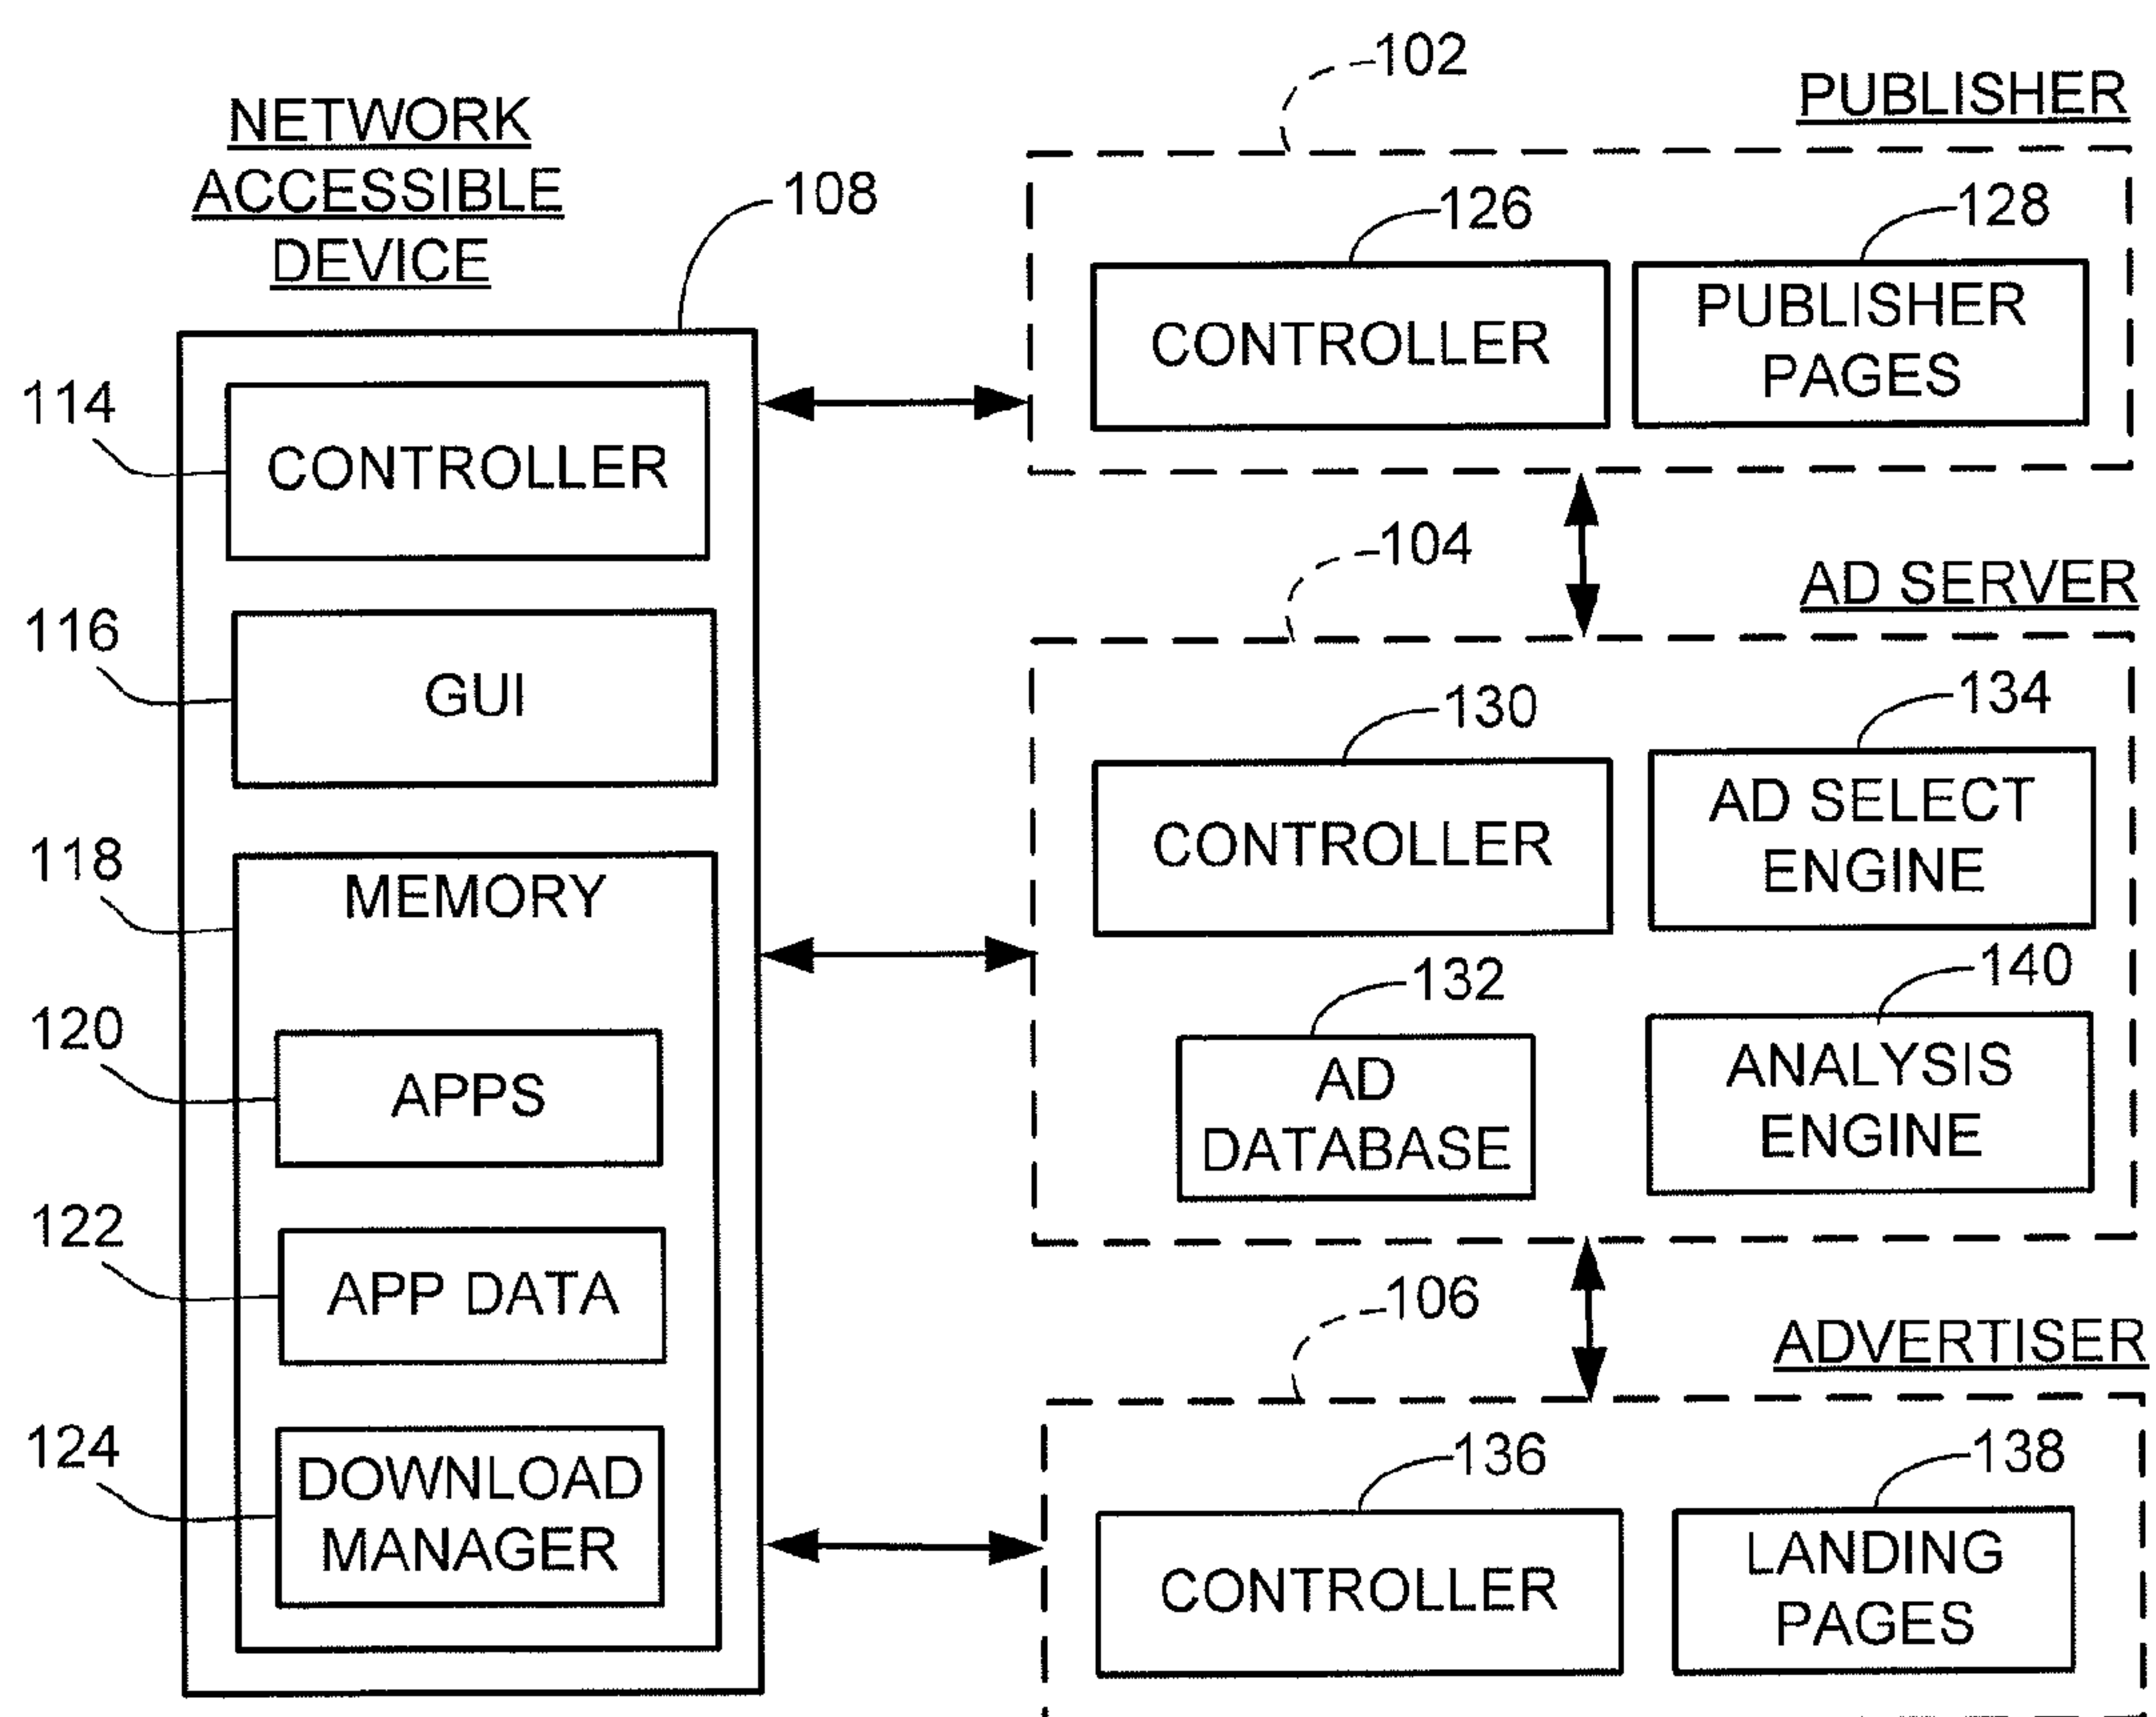 NETWORK
ACCESSIBLE
DEVICE
108
114
CONTROLLER
116
GUI
118
MEMORY
120
APPS
122
APP DATA
124
DOWNLOAD
MANAGER
102
PUBLISHER
126
CONTROLLER
128
PUBLISHER
PAGES
104
AD SERVER
130
CONTROLLER
134
AD SELECT
ENGINE
132
AD
DATABASE
140
ANALYSIS
ENGINE
106
ADVERTISER
136
CONTROLLER
138
LANDING
PAGES